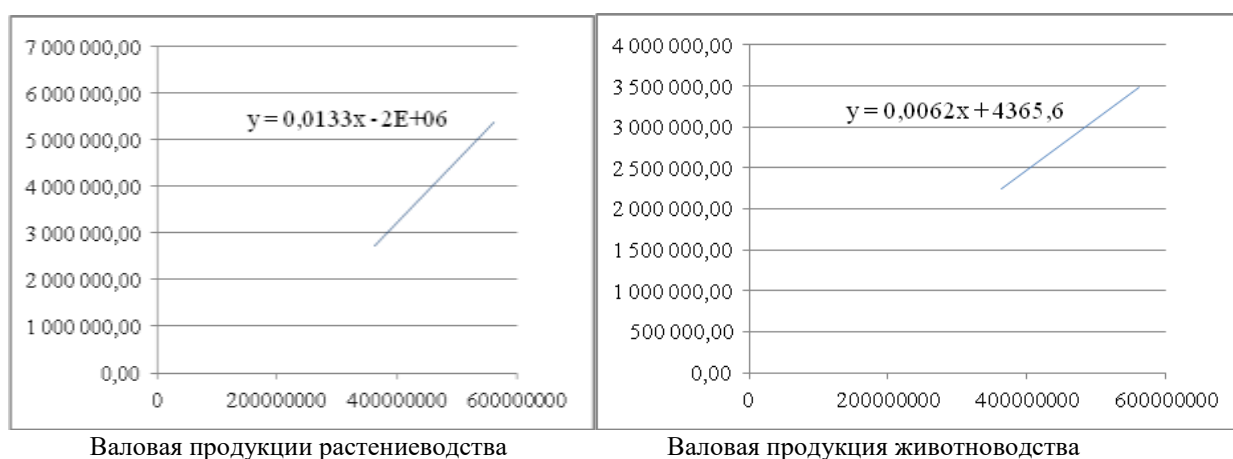 7 000 000,00
6 000 000,00
5 000 000,00
4 000 000,00
3 000 000,00
2 000 000,00
1 000 000,00
0,00
0 200000000 400000000 600000000
y = 0,0133x - 2E+06
4 000 000,00
3 500 000,00
3 000 000,00
2 500 000,00
2 000 000,00
1 500 000,00
1 000 000,00
500 000,00
0,00
0 200000000 400000000 600000000
y = 0,0062x + 4365,6
Валовая продукции растениеводства
Валовая продукция животноводства